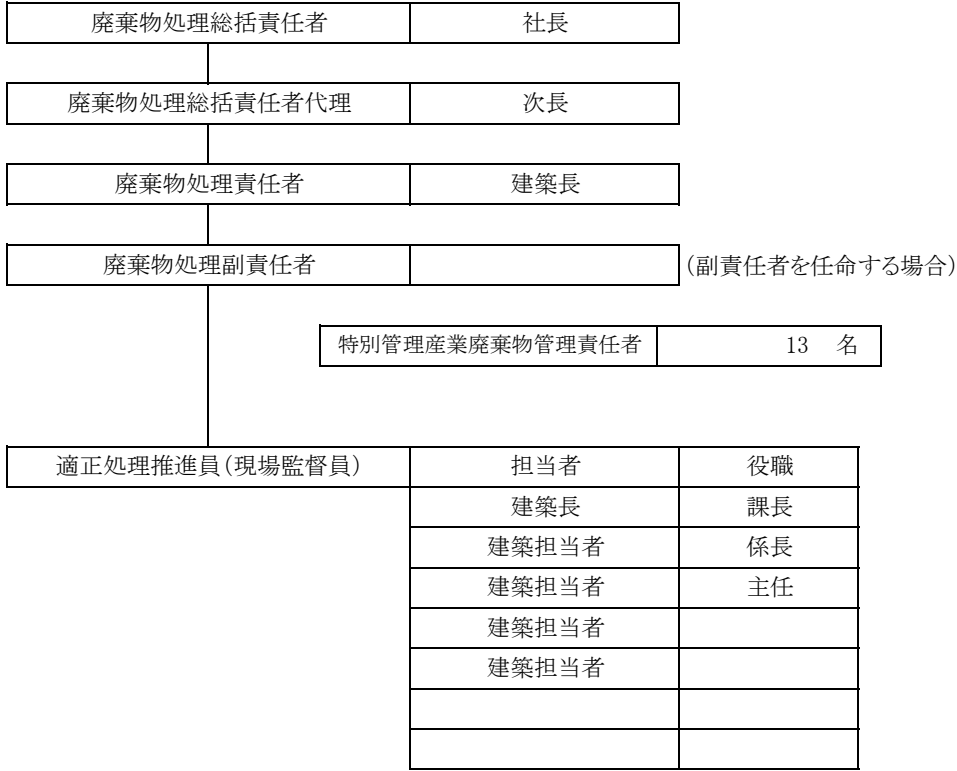 廃棄物処理総括責任者 社長
廃棄物処理総括責任者代理 次長
廃棄物処理責任者 建築長
廃棄物処理副責任者 (副責任者を任命する場合)
特別管理産業廃棄物管理責任者 13 名
適正処理推進員(現場監督員) 担当者 役職
建築長 課長
建築担当者 係長
建築担当者 主任
建築担当者
建築担当者